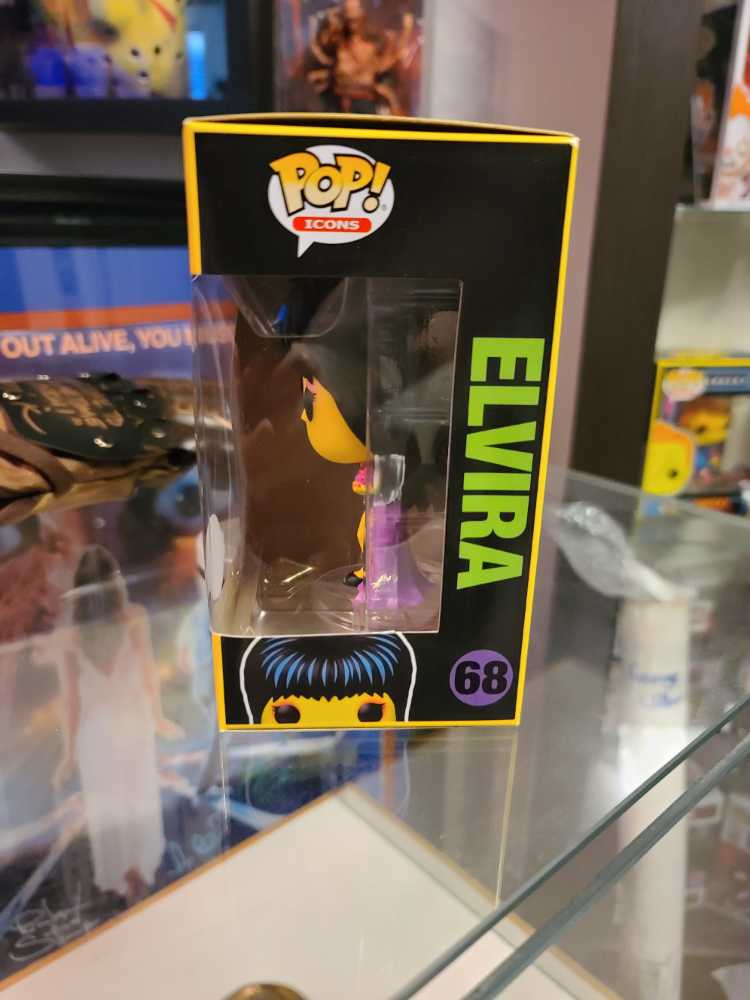 POP!
ICONS
OUT ALIVE, YOU
ELVIRA
68